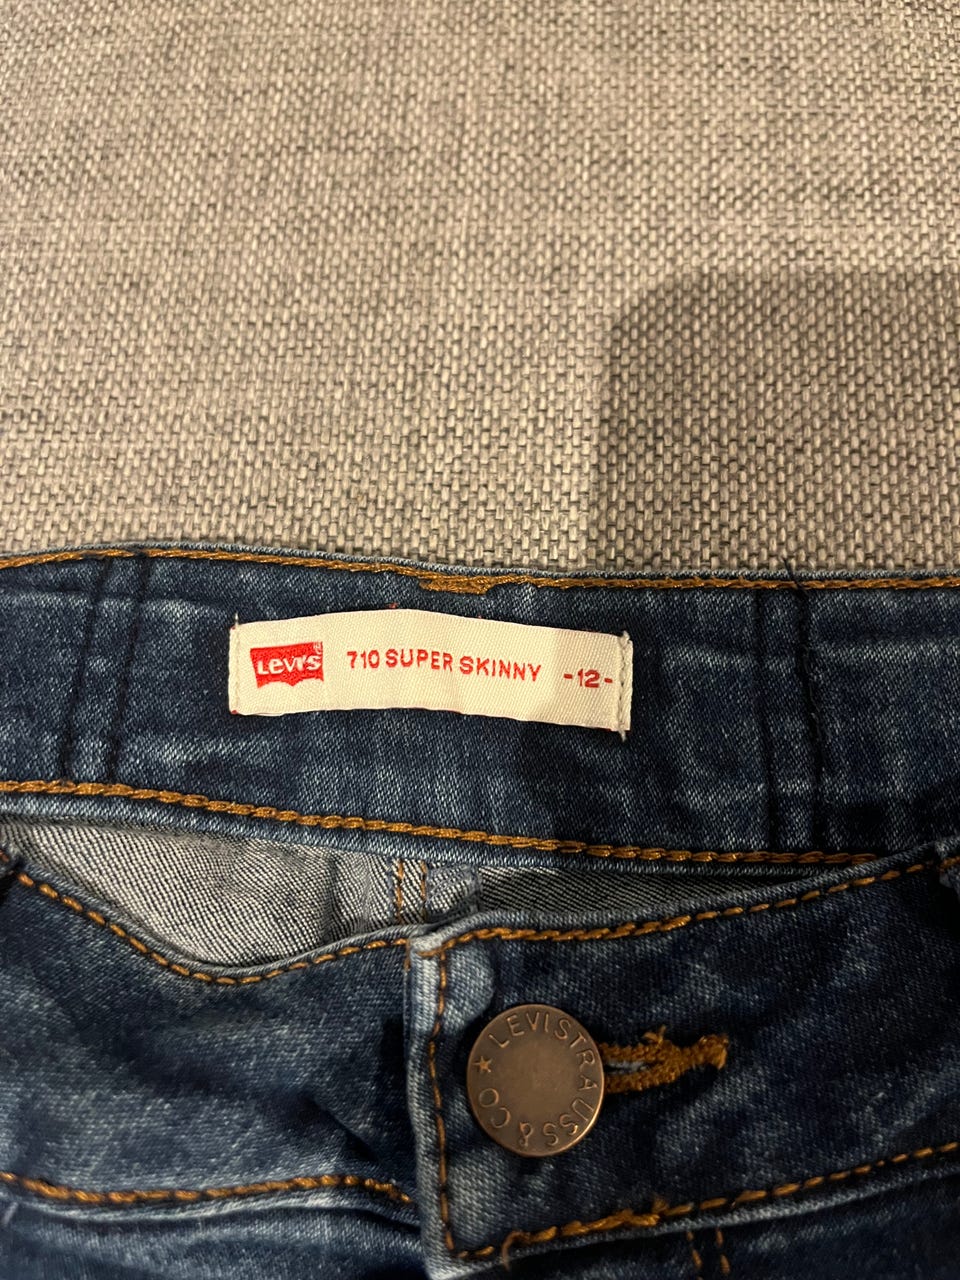 Levi's 710 SUPER SKINNY -12-
LEVI STRAUSS & CO ★